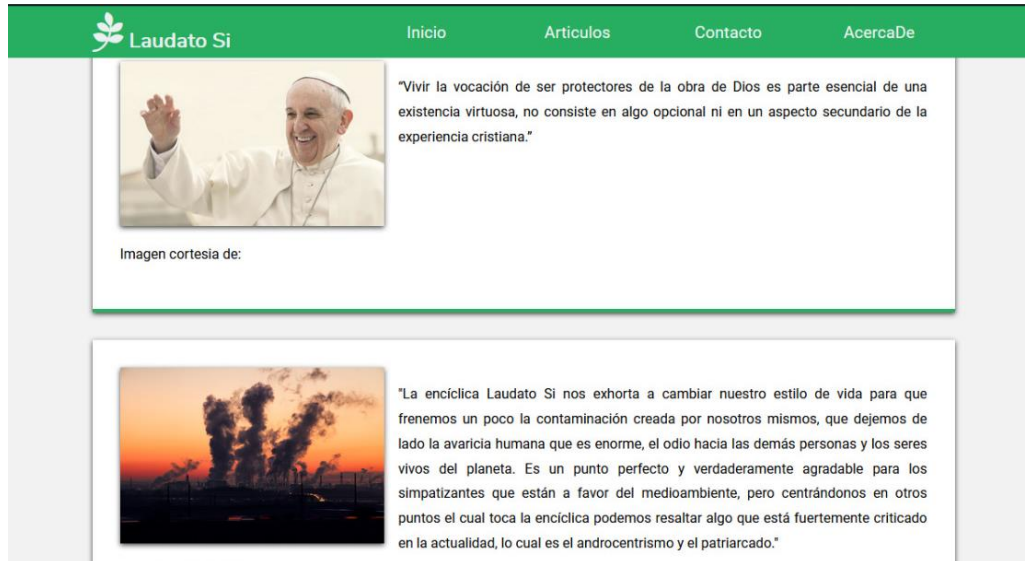 Laudato Si
Inicio
Articulos
Contacto
AcercaDe
“Vivir la vocación de ser protectores de la obra de Dios es parte esencial de una
existencia virtuosa, no consiste en algo opcional ni en un aspecto secundario de la
experiencia cristiana.”
Imagen cortesia de:
"La encíclica Laudato Si nos exhorta a cambiar nuestro estilo de vida para que
frenemos un poco la contaminación creada por nosotros mismos, que dejemos de
lado la avaricia humana que es enorme, el odio hacia las demás personas y los seres
vivos del planeta. Es un punto perfecto y verdaderamente agradable para los
simpatizantes que están a favor del medioambiente, pero centrándonos en otros
puntos el cual toca la encíclica podemos resaltar algo que está fuertemente criticado
en la actualidad, lo cual es el androcentrismo y el patriarcado."